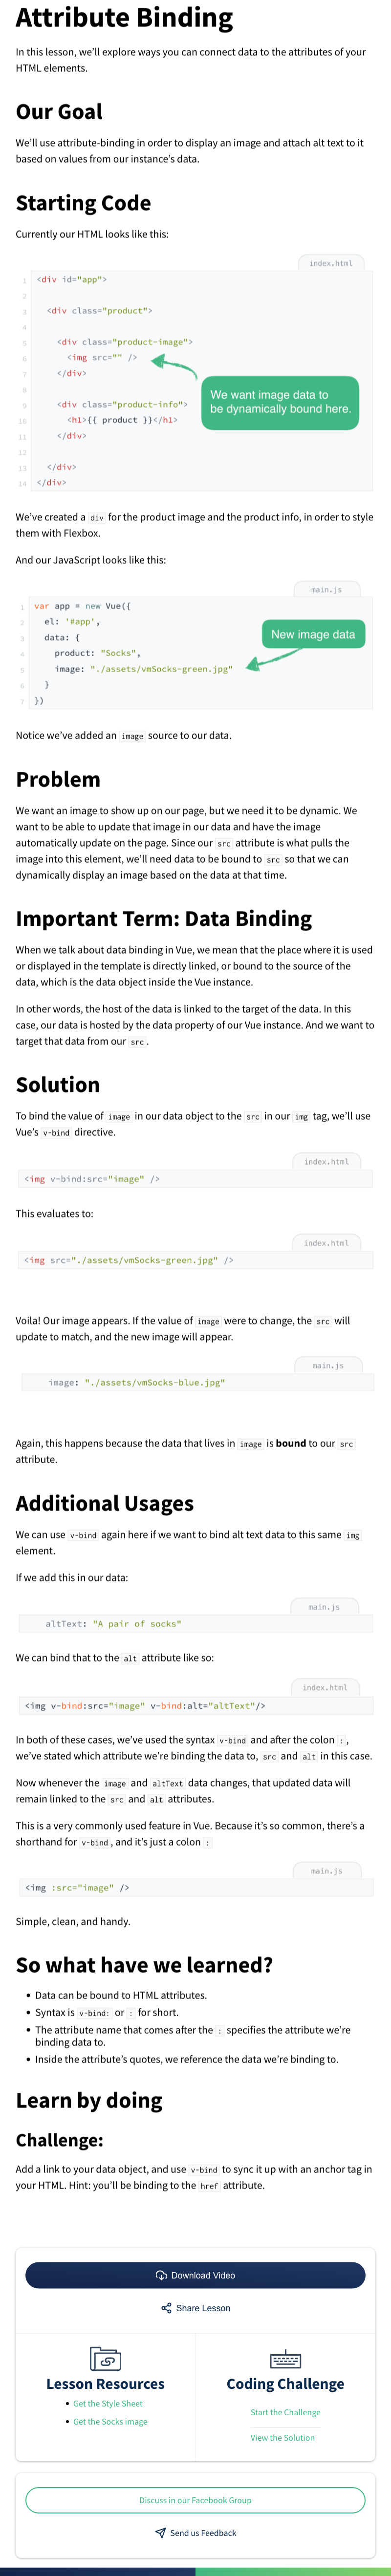 Attribute Binding
In this lesson, we’ll explore ways you can connect data to the attributes of your
HTML elements.
Our Goal
We’ll use attribute-binding in order to display an image and attach alt text to it
based on values from our instance’s data.
Starting Code
Currently our HTML looks like this:
index.html
1 <div id="app">
2
3 <div class="product">
4
5 <div class="product-image">
6 <img src="" />
7 </div>
8
9 <div class="product-info">
10 <h1>{{ product }}</h1>
11 </div>
12
13 </div>
14 </div>
We want image data to
be dynamically bound here.
We’ve created a div for the product image and the product info, in order to style
them with Flexbox.
And our JavaScript looks like this:
main.js
1 var app = new Vue({
2 el: '#app',
3 data: {
4 product: "Socks",
5 image: "./assets/vmSocks-green.jpg"
6 }
7 })
New image data
Notice we’ve added an image source to our data.
Problem
We want an image to show up on our page, but we need it to be dynamic. We
want to be able to update that image in our data and have the image
automatically update on the page. Since our src attribute is what pulls the
image into this element, we’ll need data to be bound to src so that we can
dynamically display an image based on the data at that time.
Important Term: Data Binding
When we talk about data binding in Vue, we mean that the place where it is used
or displayed in the template is directly linked, or bound to the source of the
data, which is the data object inside the Vue instance.
In other words, the host of the data is linked to the target of the data. In this
case, our data is hosted by the data property of our Vue instance. And we want to
target that data from our src.
Solution
To bind the value of image in our data object to the src in our img tag, we’ll use
Vue’s v-bind directive.
index.html
<img v-bind:src="image" />
This evaluates to:
index.html
<img src="./assets/vmSocks-green.jpg" />
Voila! Our image appears. If the value of image were to change, the src will
update to match, and the new image will appear.
main.js
image: "./assets/vmSocks-blue.jpg"
Again, this happens because the data that lives in image is bound to our src
attribute.
Additional Usages
We can use v-bind again here if we want to bind alt text data to this same img
element.
If we add this in our data:
main.js
altText: "A pair of socks"
We can bind that to the alt attribute like so:
index.html
<img v-bind:src="image" v-bind:alt="altText"/>
In both of these cases, we’ve used the syntax v-bind and after the colon :,
we’ve stated which attribute we’re binding the data to, src and alt in this case.
Now whenever the image and altText data changes, that updated data will
remain linked to the src and alt attributes.
This is a very commonly used feature in Vue. Because it’s so common, there’s a
shorthand for v-bind, and it’s just a colon :
main.js
<img :src="image" />
Simple, clean, and handy.
So what have we learned?
• Data can be bound to HTML attributes.
• Syntax is v-bind: or : for short.
• The attribute name that comes after the : specifies the attribute we’re
binding data to.
• Inside the attribute’s quotes, we reference the data we’re binding to.
Learn by doing
Challenge:
Add a link to your data object, and use v-bind to sync it up with an anchor tag in
your HTML. Hint: you’ll be binding to the href attribute.
Download Video
Share Lesson
Lesson Resources
• Get the Style Sheet
• Get the Socks image
Coding Challenge
Start the Challenge
View the Solution
Discuss in our Facebook Group
Send us Feedback